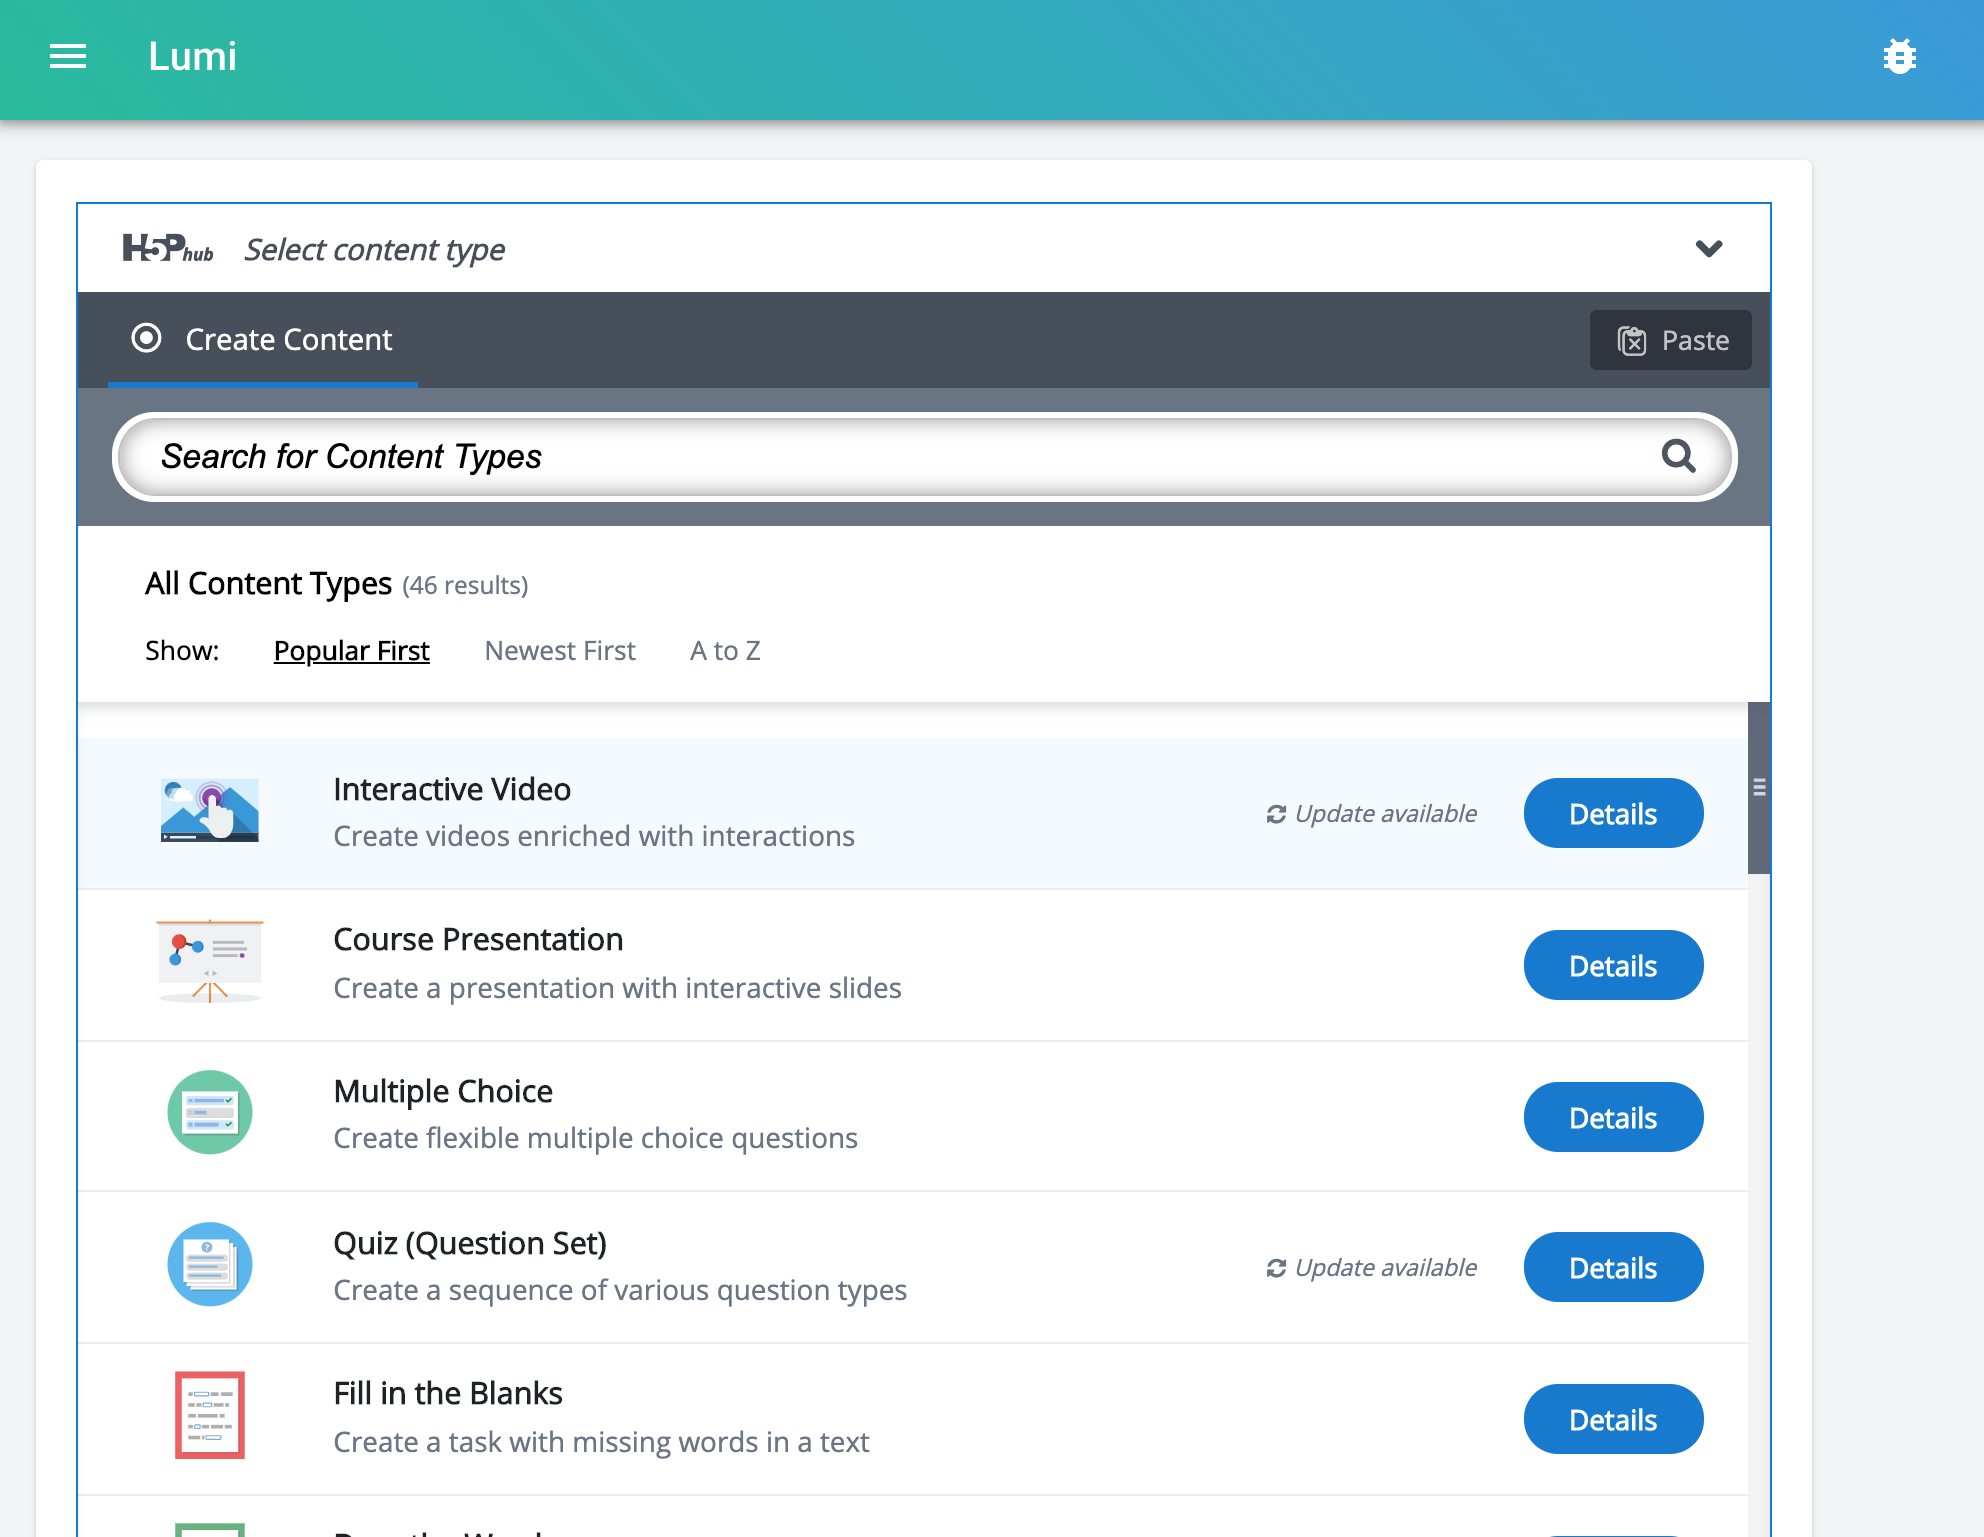 Lumi
H5P hub Select content type
Create Content
Paste
Search for Content Types
All Content Types (46 results)
Show: Popular First Newest First A to Z
Interactive Video
Create videos enriched with interactions
Update available
Details
Course Presentation
Create a presentation with interactive slides
Details
Multiple Choice
Create flexible multiple choice questions
Details
Quiz (Question Set)
Create a sequence of various question types
Update available
Details
Fill in the Blanks
Create a task with missing words in a text
Details